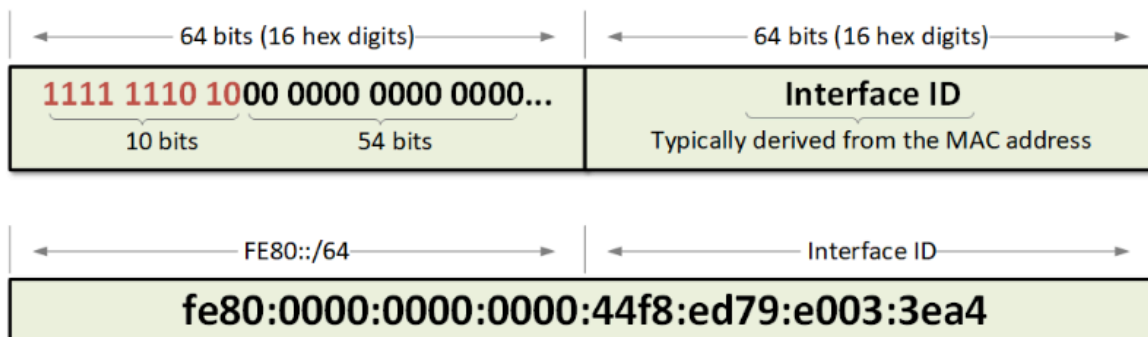 64 bits (16 hex digits) 64 bits (16 hex digits)
1111 1110 1000 0000 0000 0000... Interface ID
10 bits 54 bits Typically derived from the MAC address
FE80::/64 Interface ID
fe80:0000:0000:0000:44f8:ed79:e003:3ea4